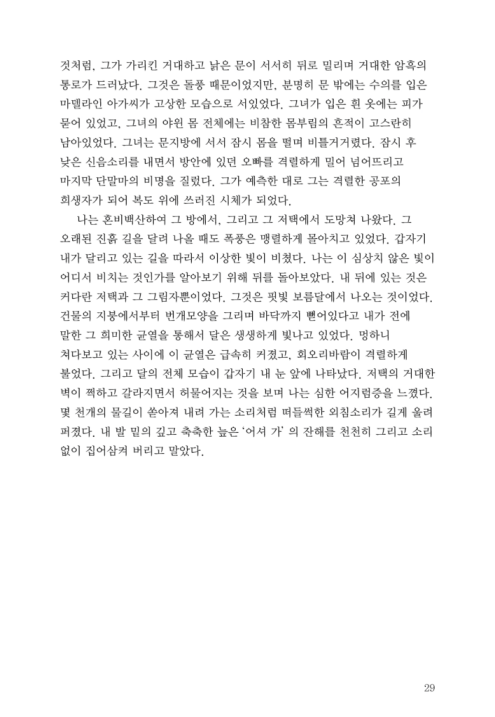 것처럼, 그가 가리킨 거대하고 낡은 문이 서서히 뒤로 밀리며 거대한 암흑의
통로가 드러났다. 그것은 돌풍 때문이었지만, 분명히 문 밖에는 수의를 입은
마델라인 아가씨가 고상한 모습으로 서있었다. 그녀가 입은 흰 옷에는 피가
묻어 있었고, 그녀의 야윈 몸 전체에는 비참한 몸부림의 흔적이 고스란히
남아있었다. 그녀는 문지방에 서서 잠시 몸을 떨며 비틀거렸다. 잠시 후
낮은 신음소리를 내면서 방안에 있던 오빠를 격렬하게 밀어 넘어뜨리고
마지막 단말마의 비명을 질렀다. 그가 예측한 대로 그는 격렬한 공포의
희생자가 되어 복도 위에 쓰러진 시체가 되었다.
나는 혼비백산하여 그 방에서, 그리고 그 저택에서 도망쳐 나왔다. 그
오래된 진흙 길을 달려 나올 때도 폭풍은 맹렬하게 몰아치고 있었다. 갑자기
내가 달리고 있는 길을 따라서 이상한 빛이 비쳤다. 나는 이 심상치 않은 빛이
어디서 비치는 것인가를 알아보기 위해 뒤를 돌아보았다. 내 뒤에 있는 것은
커다란 저택과 그 그림자뿐이었다. 그것은 핏빛 보름달에서 나오는 것이었다.
건물의 지붕에서부터 번개모양을 그리며 바닥까지 뻗어있다고 내가 전에
말한 그 희미한 균열을 통해서 달은 생생하게 빛나고 있었다. 멍하니
쳐다보고 있는 사이에 이 균열은 급속히 커졌고, 회오리바람이 격렬하게
불었다. 그리고 달의 전체 모습이 갑자기 내 눈 앞에 나타났다. 저택의 거대한
벽이 쩍하고 갈라지면서 허물어지는 것을 보며 나는 심한 어지럼증을 느꼈다.
몇 천개의 물길이 쏟아져 내려 가는 소리처럼 떠들썩한 외침소리가 길게 울려
퍼졌다. 내 발 밑의 깊고 축축한 늪은 ‘어셔 가’ 의 잔해를 천천히 그리고 소리
없이 집어삼켜 버리고 말았다.
29